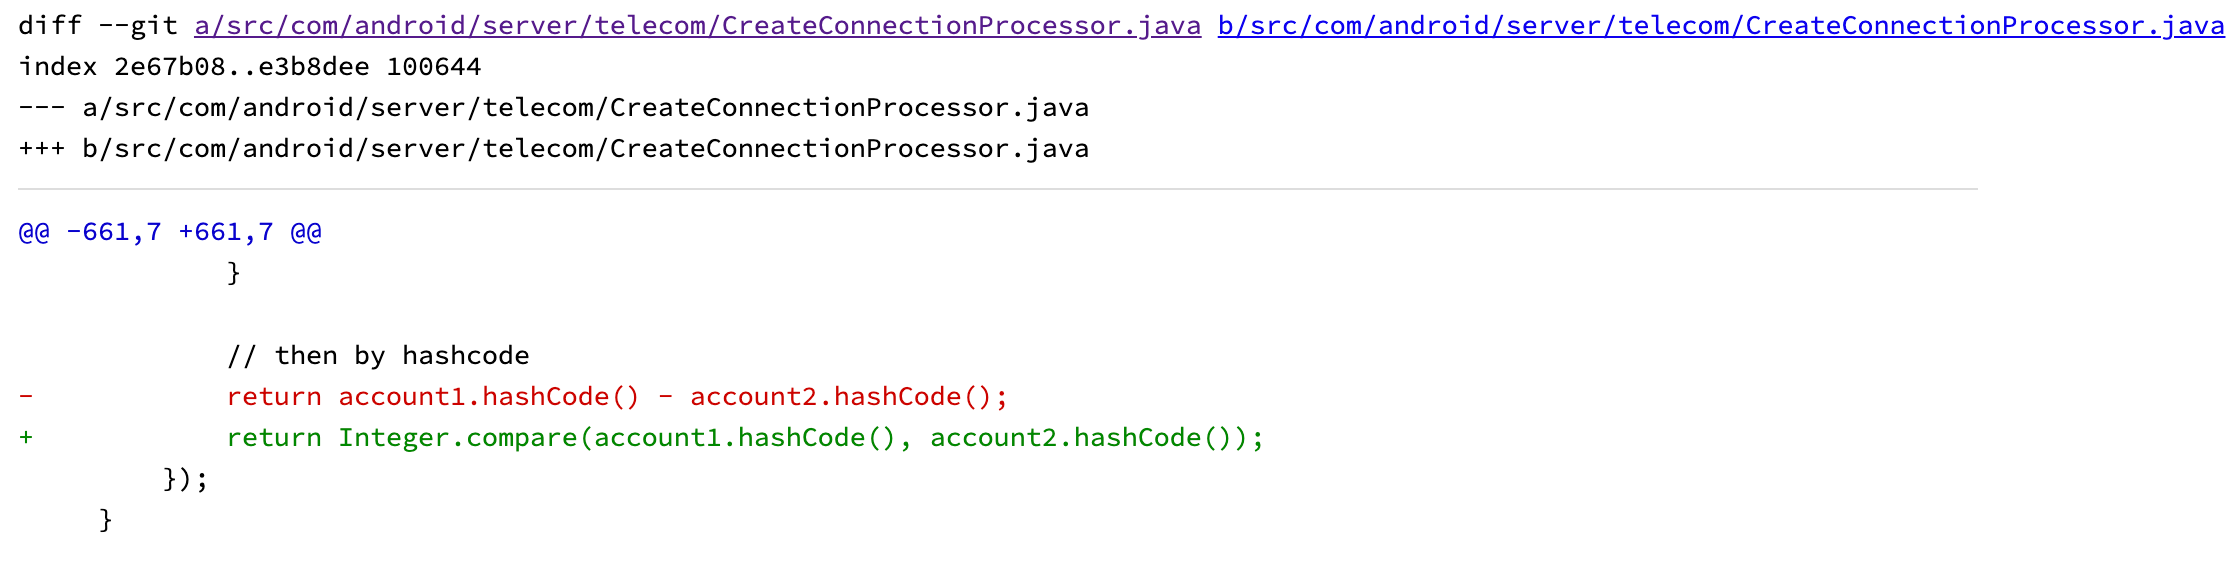 diff --git a/src/com/android/server/telecom/CreateConnectionProcessor.java b/src/com/android/server/telecom/CreateConnectionProcessor.java
index 2e67b08..e3b8dee 100644
--- a/src/com/android/server/telecom/CreateConnectionProcessor.java
+++ b/src/com/android/server/telecom/CreateConnectionProcessor.java
@@ -661,7 +661,7 @@
             }
             // then by hashcode
-            return account1.hashCode() - account2.hashCode();
+            return Integer.compare(account1.hashCode(), account2.hashCode());
         });
     }